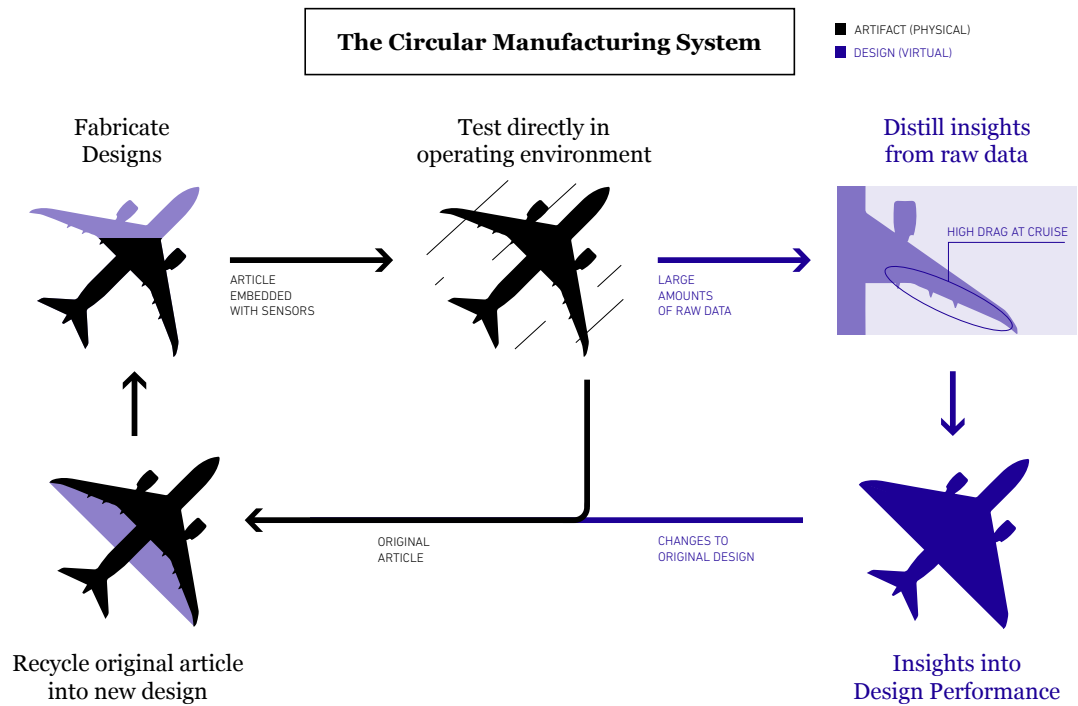 The Circular Manufacturing System
ARTIFACT (PHYSICAL)
DESIGN (VIRTUAL)
Fabricate
Designs
Test directly in
operating environment
Distill insights
from raw data
HIGH DRAG AT CRUISE
ARTICLE
EMBEDDED
WITH SENSORS
LARGE
AMOUNTS
OF RAW DATA
ORIGINAL
ARTICLE
CHANGES TO
ORIGINAL DESIGN
Recycle original article
into new design
Insights into
Design Performance